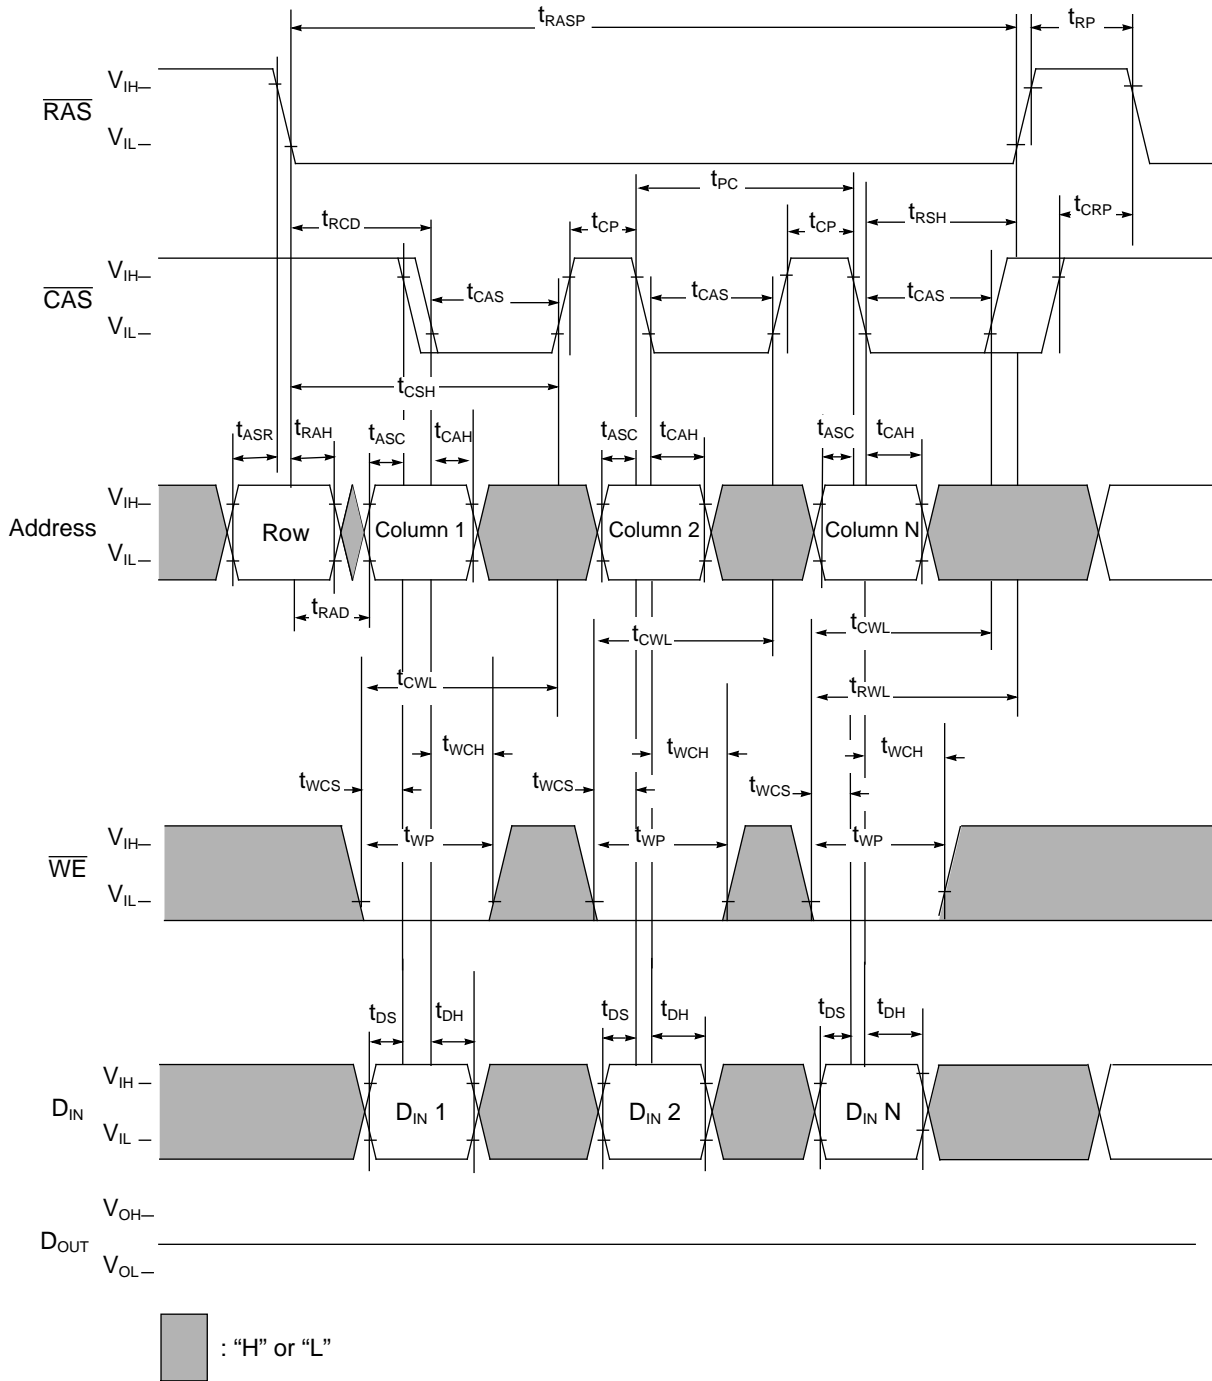 tRASP
tRP
VIH
RAS
VIL
tPC
tRCD
tCP
tCP
tRSH
tCRP
VIH
CAS
VIL
tCAS
tCAS
tCAS
tCSH
tASR
tRAH
tASC
tCAH
tASC
tCAH
tASC
tCAH
VIH
Address
VIL
Row
Column 1
Column 2
Column N
tRAD
tCWL
tCWL
tCWL
tRWL
tWCH
tWCH
tWCH
tWCS
tWCS
tWCS
VIH
WE
VIL
tWP
tWP
tWP
tDS
tDH
tDS
tDH
tDS
tDH
VIH
DIN
VIL
DIN 1
DIN 2
DIN N
VOH
DOUT
VOL
: “H” or “L”